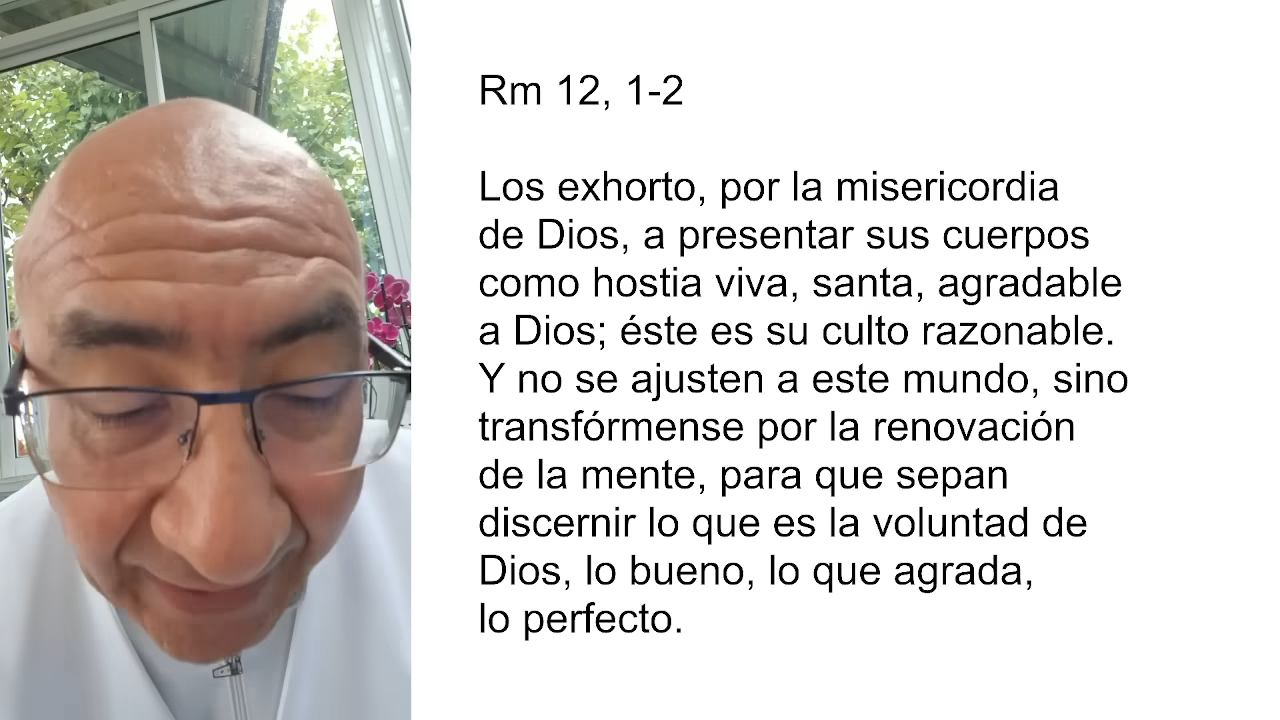 Rm 12, 1-2
Los exhorto, por la misericordia
de Dios, a presentar sus cuerpos
como hostia viva, santa, agradable
a Dios; éste es su culto razonable.
Y no se ajusten a este mundo, sino
transfórmense por la renovación
de la mente, para que sepan
discernir lo que es la voluntad de
Dios, lo bueno, lo que agrada,
lo perfecto.